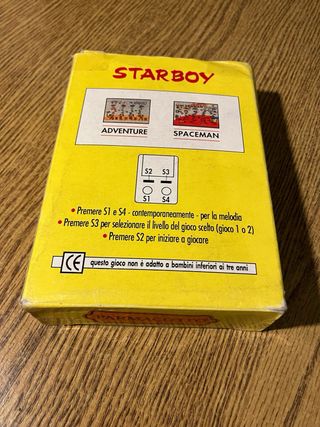 STARBOY
ADVENTURE SPACEMAN
S2 S3
S1 S4
• Premere S1 e S4 - contemporaneamente - per la melodia
• Premere S3 per selezionare il livello del gioco scelto (gioco 1 o 2)
• Premere S2 per iniziare a giocare
CE questo gioco non è adatto a bambini inferiori ai tre anni